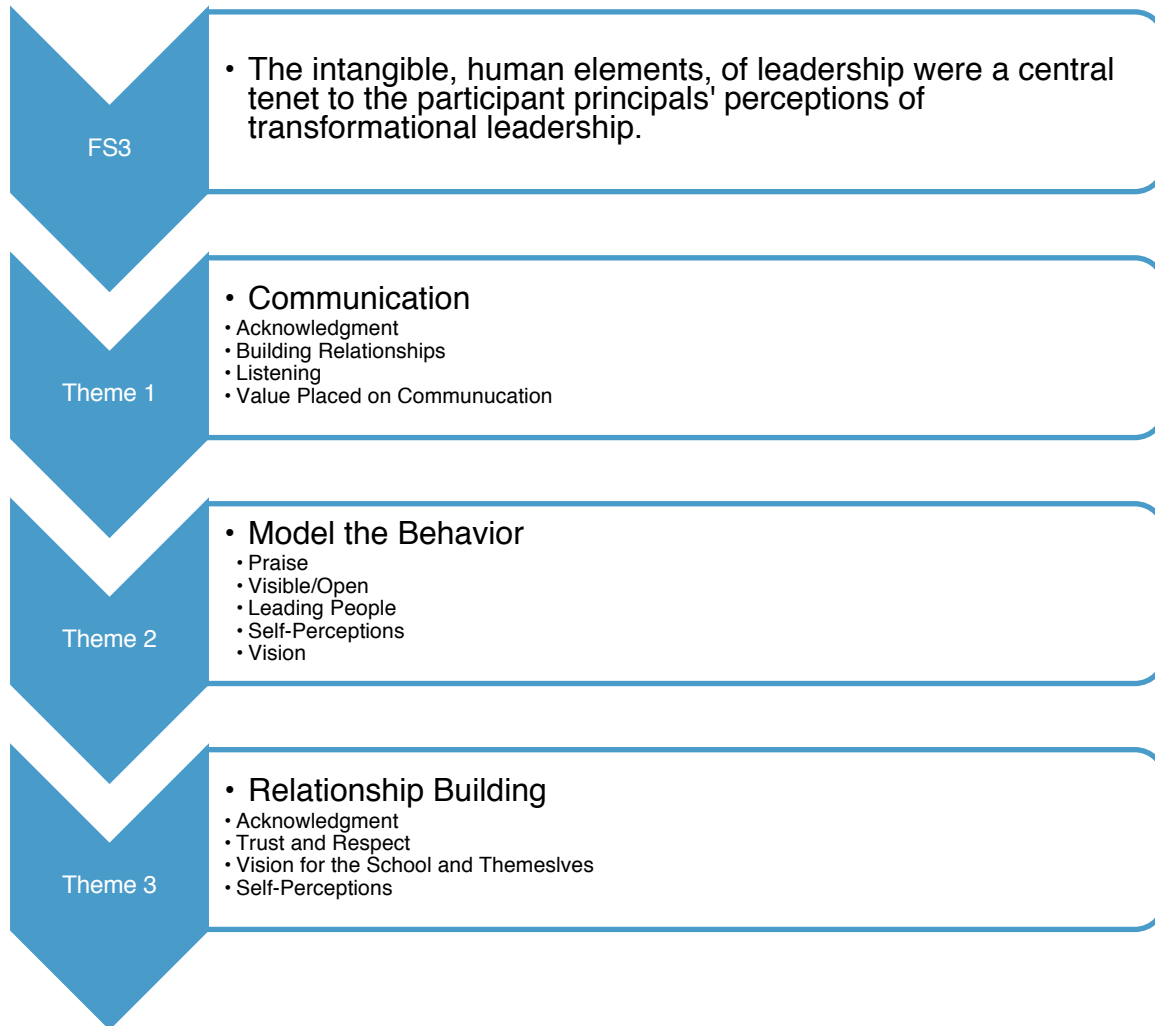 FS3
• The intangible, human elements, of leadership were a central
tenet to the participant principals' perceptions of
transformational leadership.
Theme 1
• Communication
• Acknowledgment
• Building Relationships
• Listening
• Value Placed on Communucation
Theme 2
• Model the Behavior
• Praise
• Visible/Open
• Leading People
• Self-Perceptions
• Vision
Theme 3
• Relationship Building
• Acknowledgment
• Trust and Respect
• Vision for the School and Themeslves
• Self-Perceptions